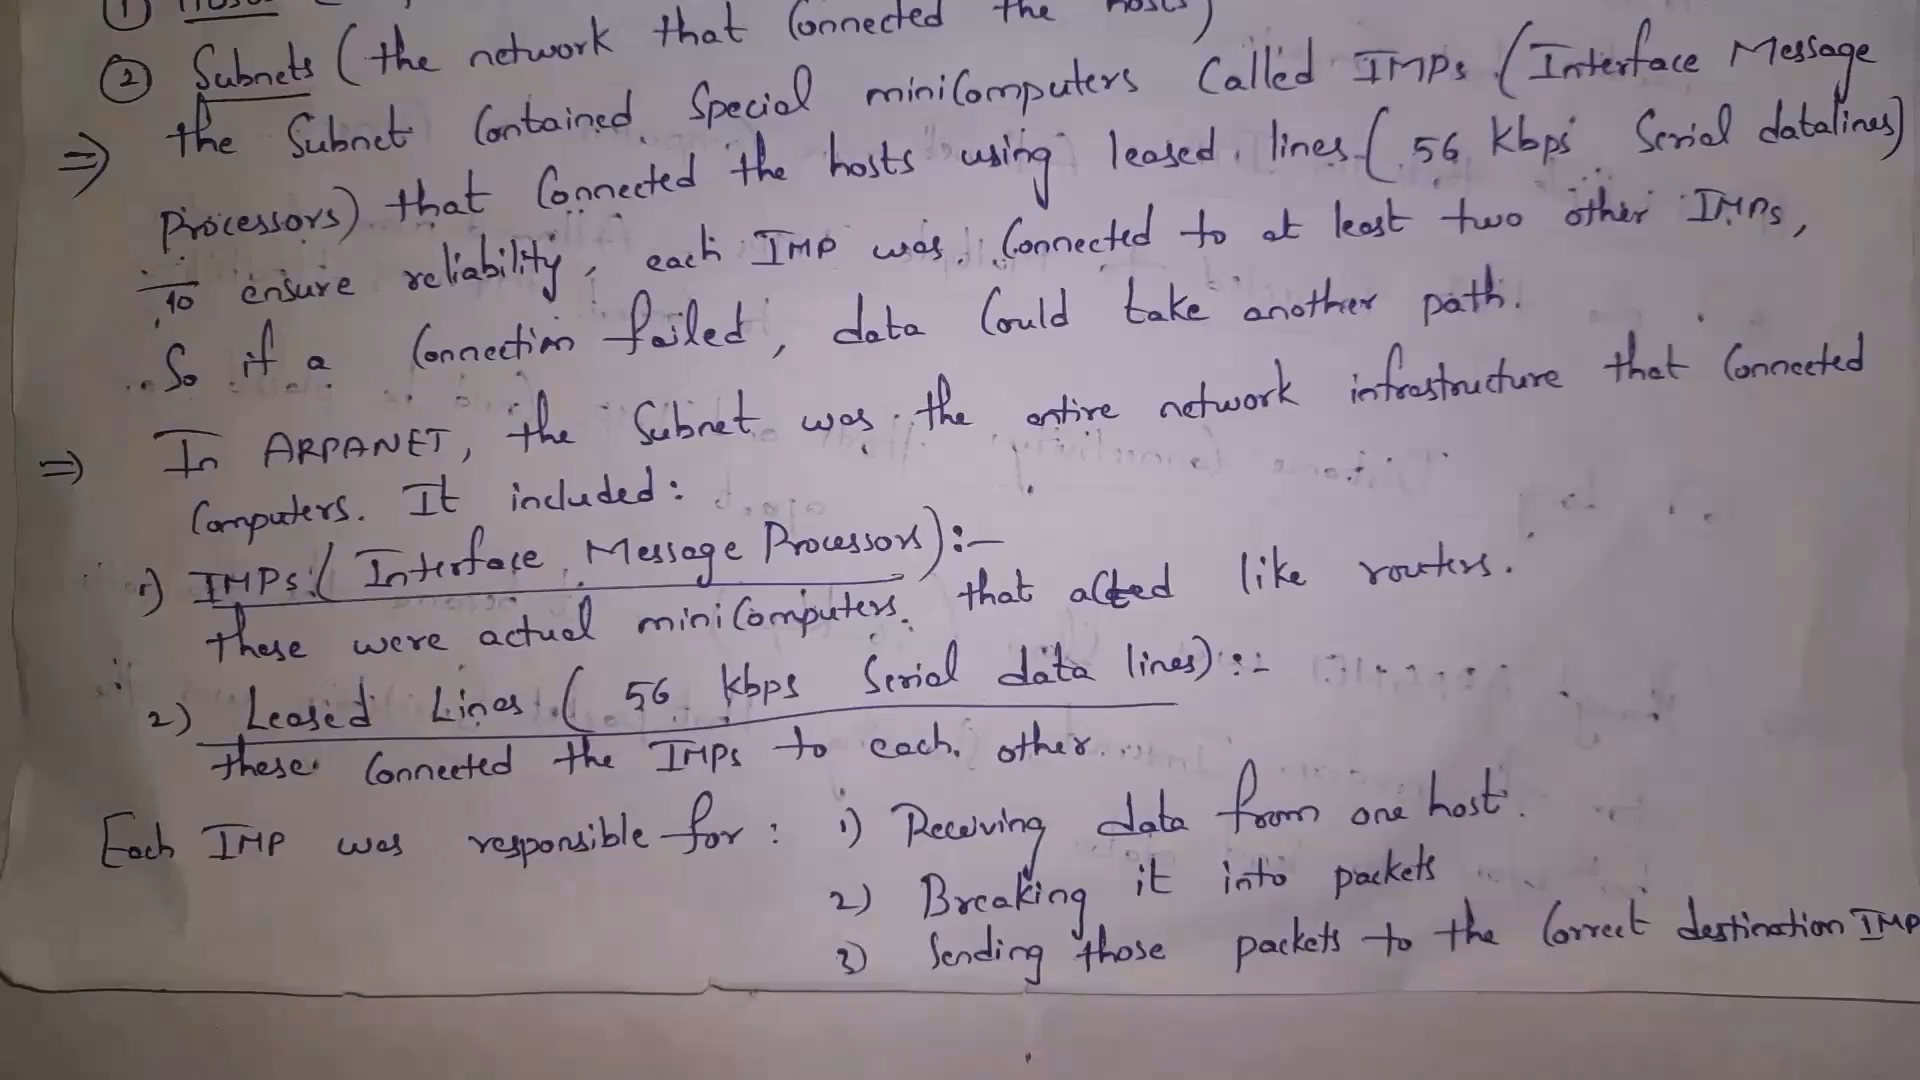 ① Hosts
② Subnets (the network that Connected the hosts)
⇒ the Subnet Contained Special minicomputers Called IMPs (Interface Message
Processors) that Connected the hosts using leased lines (56 Kbps Serial datalines)
To ensure reliability, each IMP was Connected to at least two other IMPs,
So if a Connection failed, data Could take another path.
⇒ In ARPANET, the Subnet was the entire network infrastructure that Connected
Computers. It included:
1) IMPs (Interface Message Processors):-
these were actual minicomputers that acted like routers.
2) Leased Lines (56 kbps Serial data lines):-
these Connected the IMPs to each other.
Each IMP was responsible for: 1) Receiving data from one host.
2) Breaking it into packets
3) Sending those packets to the Correct destination IMP